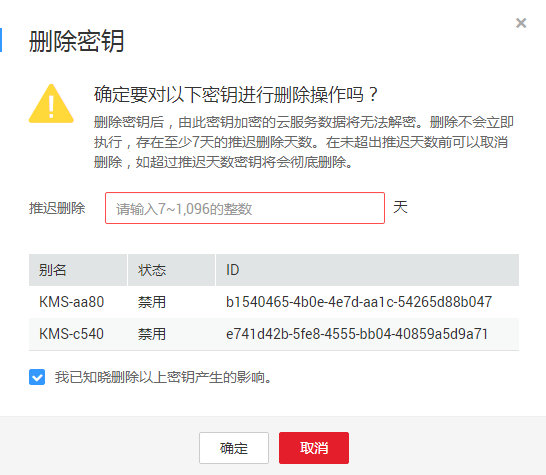 删除密钥
确定要对以下密钥进行删除操作吗？
删除密钥后，由此密钥加密的云服务数据将无法解密。删除不会立即
执行，存在至少7天的推迟删除天数。在未超出推迟天数前可以取消
删除，如超过推迟天数密钥将会彻底删除。
推迟删除 请输入7~1,096的整数 天
别名 状态 ID
KMS-aa80 禁用 b1540465-4b0e-4e7d-aa1c-54265d88b047
KMS-c540 禁用 e741d42b-5fe8-4555-bb04-40859a5d9a71
我已知晓删除以上密钥产生的影响。
确定 取消